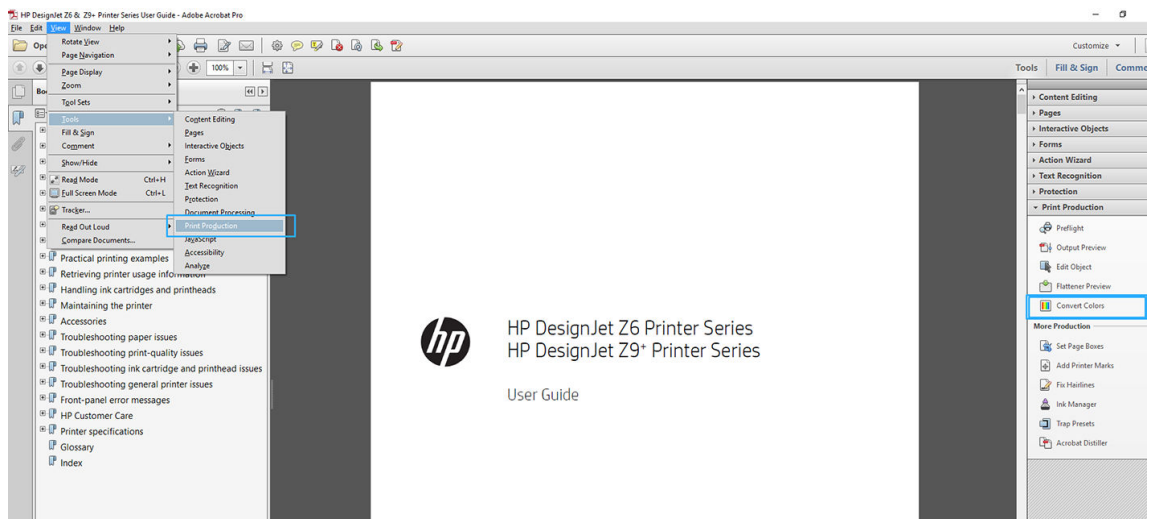 HP DesignJet Z6 & Z9+ Printer Series User Guide - Adobe Acrobat Pro
File Edit View Window Help
Customize
100%
Tools Fill & Sign Comme
Rotate View
Page Navigation
Page Display
Zoom
Tool Sets
Tools
Fill & Sign
Comment
Show/Hide
Read Mode Ctrl+H
Full Screen Mode Ctrl+L
Tracker...
Read Out Loud
Compare Documents...
Content Editing
Pages
Interactive Objects
Forms
Action Wizard
Text Recognition
Protection
Document Processing
Print Production
JavaScript
Accessibility
Analyze
Practical printing examples
Retrieving printer usage information
Handling ink cartridges and printheads
Maintaining the printer
Accessories
Troubleshooting paper issues
Troubleshooting print-quality issues
Troubleshooting ink cartridge and printhead issues
Troubleshooting general printer issues
Front-panel error messages
HP Customer Care
Printer specifications
Glossary
Index
hp
HP DesignJet Z6 Printer Series
HP DesignJet Z9+ Printer Series
User Guide
Content Editing
Pages
Interactive Objects
Forms
Action Wizard
Text Recognition
Protection
Print Production
Preflight
Output Preview
Edit Object
Flattener Preview
Convert Colors
More Production
Set Page Boxes
Add Printer Marks
Fix Hairlines
Ink Manager
Trap Presets
Acrobat Distiller